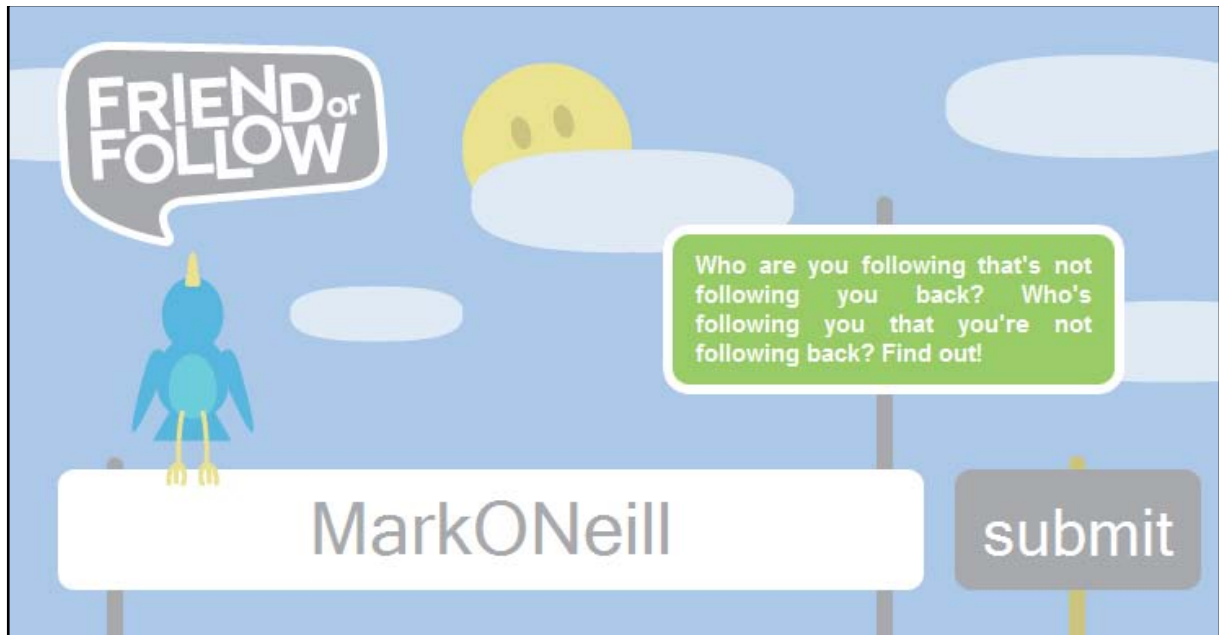 FRIEND or
FOLLOW
Who are you following that's not
following you back? Who's
following you that you're not
following back? Find out!
MarkONeill
submit